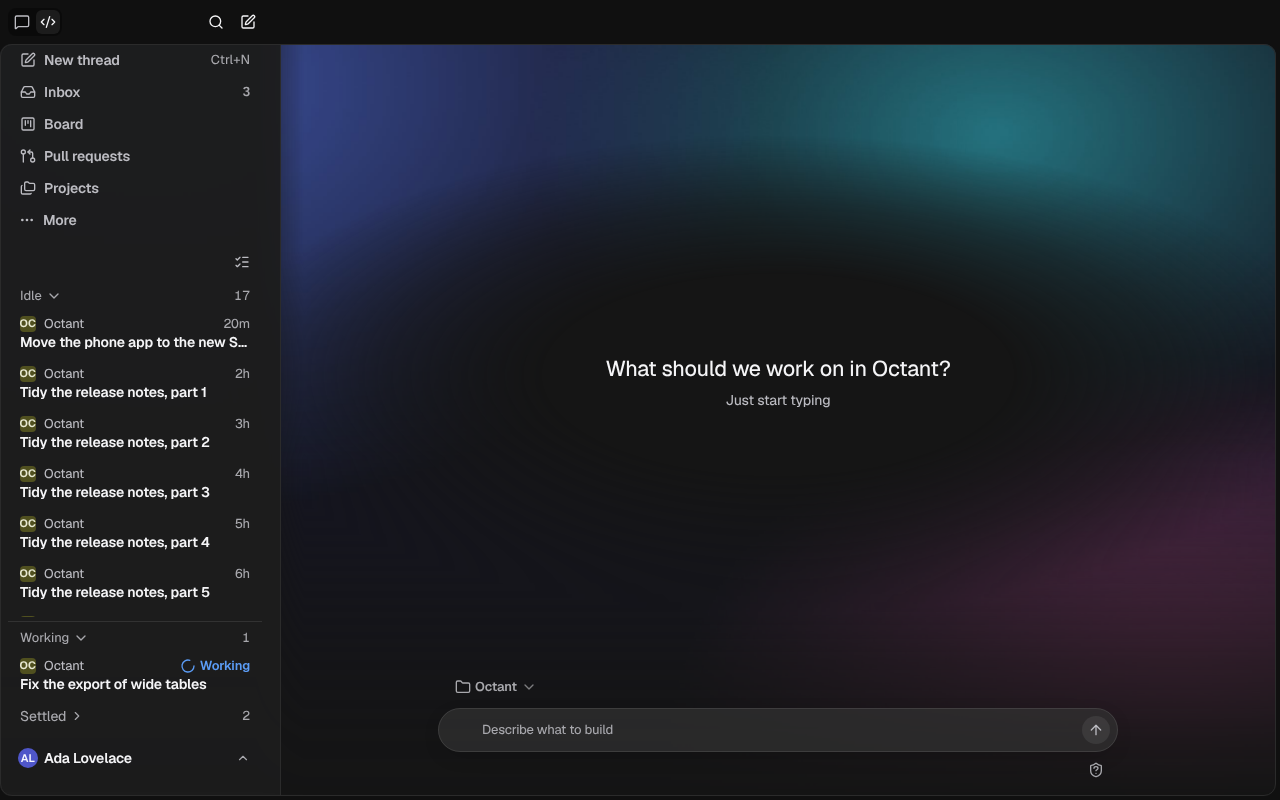 New thread Ctrl+N
Inbox 3
Board
Pull requests
Projects
More
Idle 17
OC Octant 20m
Move the phone app to the new S...
OC Octant 2h
Tidy the release notes, part 1
OC Octant 3h
Tidy the release notes, part 2
OC Octant 4h
Tidy the release notes, part 3
OC Octant 5h
Tidy the release notes, part 4
OC Octant 6h
Tidy the release notes, part 5
Working 1
OC Octant Working
Fix the export of wide tables
Settled 2
AL Ada Lovelace
What should we work on in Octant?
Just start typing
Octant
Describe what to build